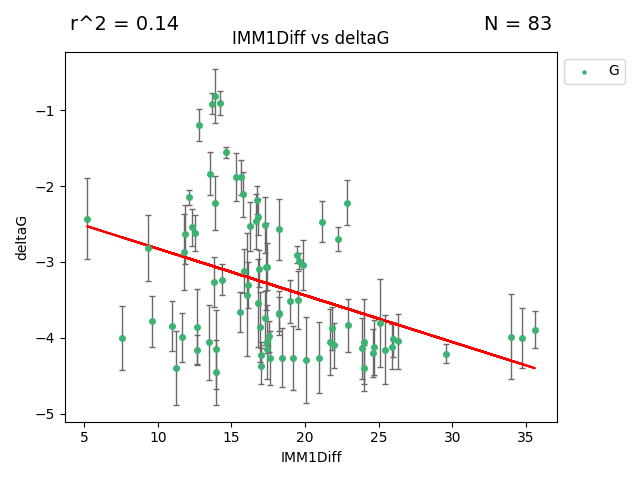 r^2 = 0.14
N = 83
IMM1Diff vs deltaG
G
deltaG
−1
−2
−3
−4
−5
5 10 15 20 25 30 35
IMM1Diff